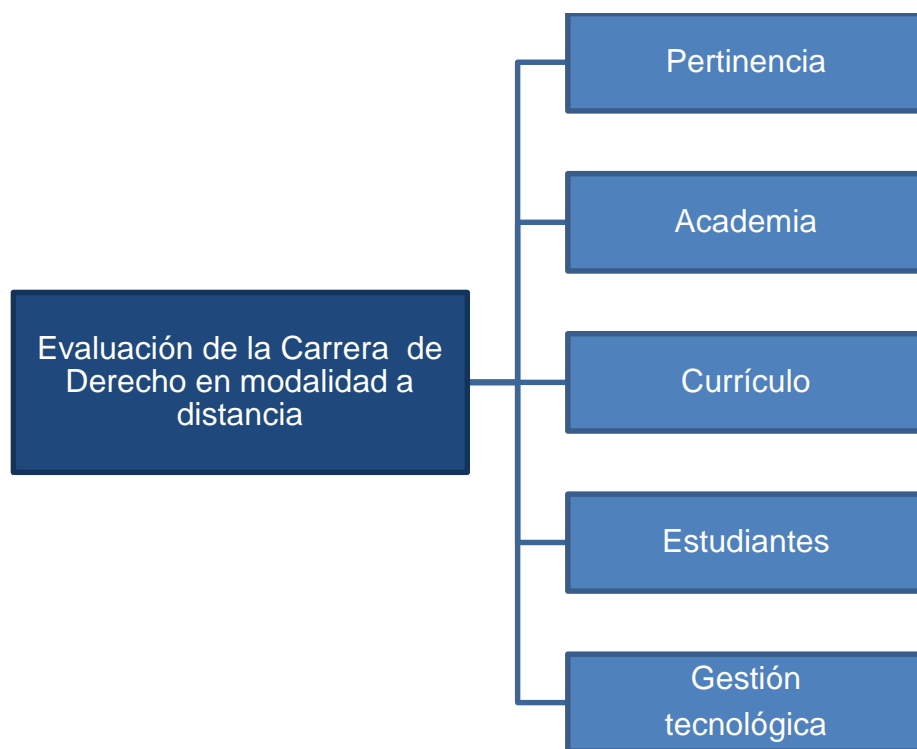 Pertinencia
Academia
Evaluación de la Carrera de
Derecho en modalidad a
distancia
Currículo
Estudiantes
Gestión
tecnológica